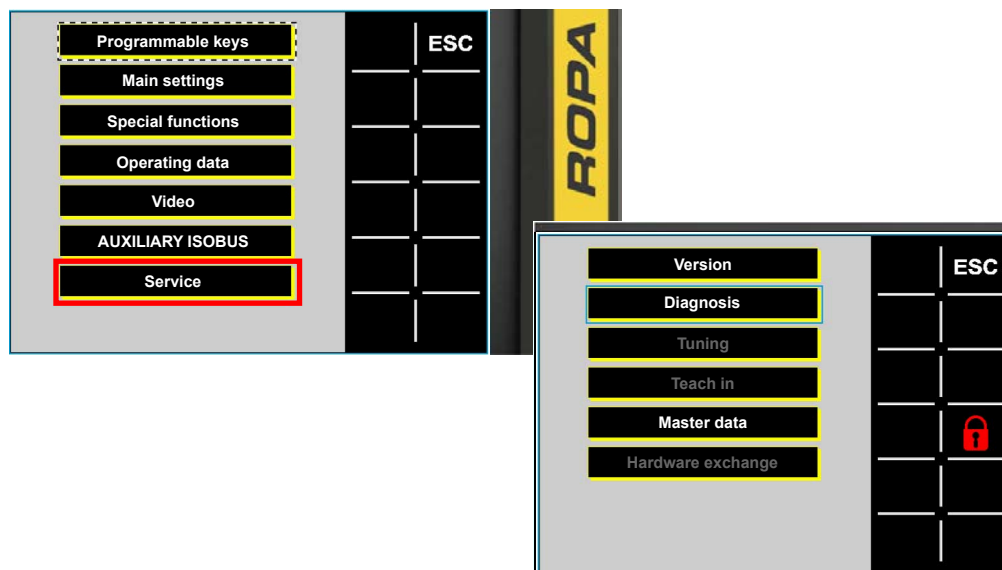 Programmable keys
ESC
Main settings
Special functions
Operating data
Video
AUXILIARY ISOBUS
Service
ROPA
Version
ESC
Diagnosis
Tuning
Teach in
Master data
Hardware exchange